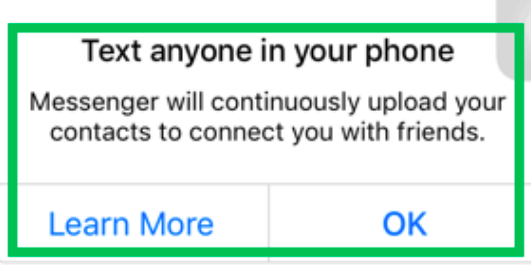 Text anyone in your phone
Messenger will continuously upload your
contacts to connect you with friends.
Learn More
OK